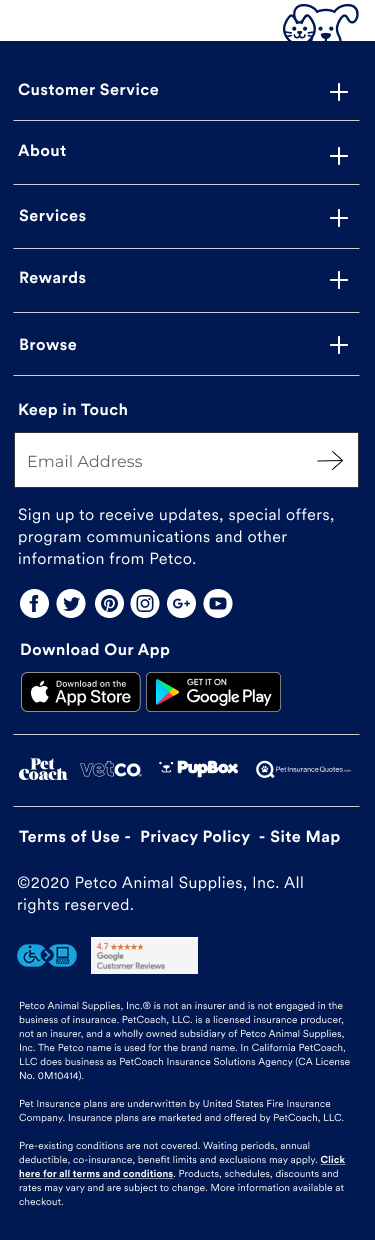 Customer Service
About
Services
Rewards
Browse
Keep in Touch
Email Address
Sign up to receive updates, special offers,
program communications and other
information from Petco.
G+
Download Our App
Download on the
App Store
GET IT ON
Google Play
Pet
Coach
vetco
PupBox
PetInsuranceQuotes.com
Terms of Use - Privacy Policy - Site Map
©2020 Petco Animal Supplies, Inc. All
rights reserved.
4.7 ★★★★★
Google
Customer Reviews
Petco Animal Supplies, Inc.® is not an insurer and is not engaged in the
business of insurance. PetCoach, LLC. is a licensed insurance producer,
not an insurer, and a wholly owned subsidiary of Petco Animal Supplies,
Inc. The Petco name is used for the brand name. In California PetCoach,
LLC does business as PetCoach Insurance Solutions Agency (CA License
No. 0M10414).
Pet Insurance plans are underwritten by United States Fire Insurance
Company. Insurance plans are marketed and offered by PetCoach, LLC.
Pre-existing conditions are not covered. Waiting periods, annual
deductible, co-insurance, benefit limits and exclusions may apply. Click
here for all terms and conditions. Products, schedules, discounts and
rates may vary and are subject to change. More information available at
checkout.